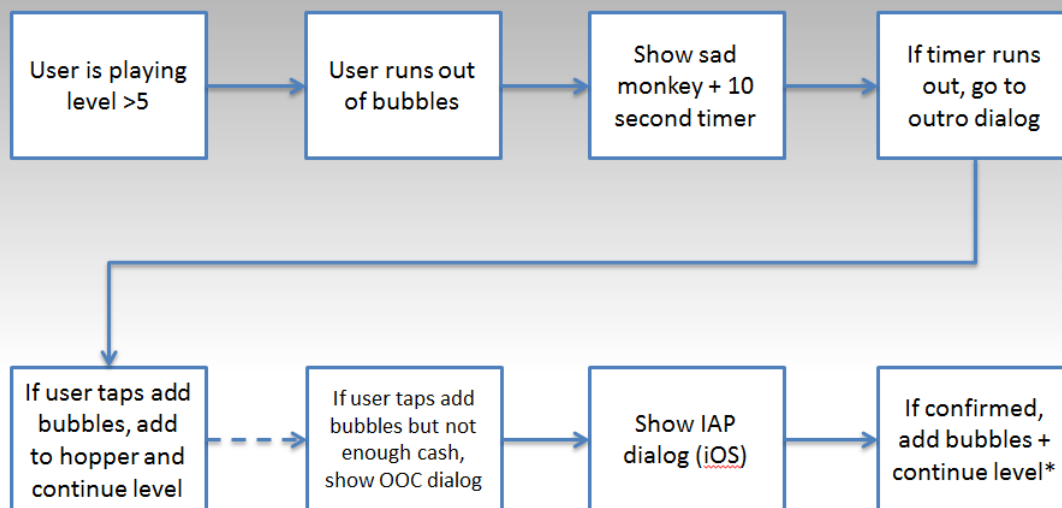 User is playing
level >5
User runs out
of bubbles
Show sad
monkey + 10
second timer
If timer runs
out, go to
outro dialog
If user taps add
bubbles, add
to hopper and
continue level
If user taps add
bubbles but not
enough cash,
show OOC dialog
Show IAP
dialog (iOS)
If confirmed,
add bubbles +
continue level*